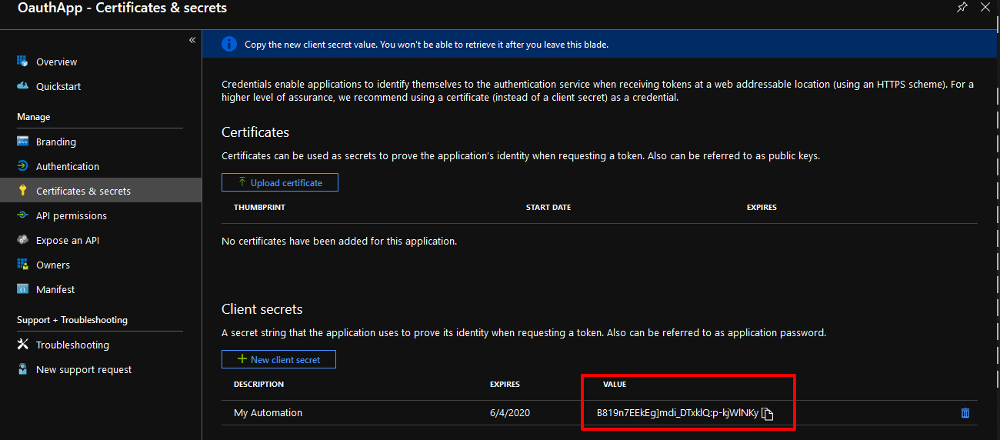 OauthApp - Certificates & secrets
«
Overview
Quickstart
Manage
Branding
Authentication
Certificates & secrets
API permissions
Expose an API
Owners
Manifest
Support + Troubleshooting
Troubleshooting
New support request
Copy the new client secret value. You won't be able to retrieve it after you leave this blade.
Credentials enable applications to identify themselves to the authentication service when receiving tokens at a web addressable location (using an HTTPS scheme). For a
higher level of assurance, we recommend using a certificate (instead of a client secret) as a credential.
Certificates
Certificates can be used as secrets to prove the application's identity when requesting a token. Also can be referred to as public keys.
Upload certificate
THUMBPRINT START DATE EXPIRES
No certificates have been added for this application.
Client secrets
A secret string that the application uses to prove its identity when requesting a token. Also can be referred to as application password.
New client secret
DESCRIPTION EXPIRES VALUE
My Automation 6/4/2020 B819n7EEkEg]mdi_DTxklQ:p-kjWlNKy